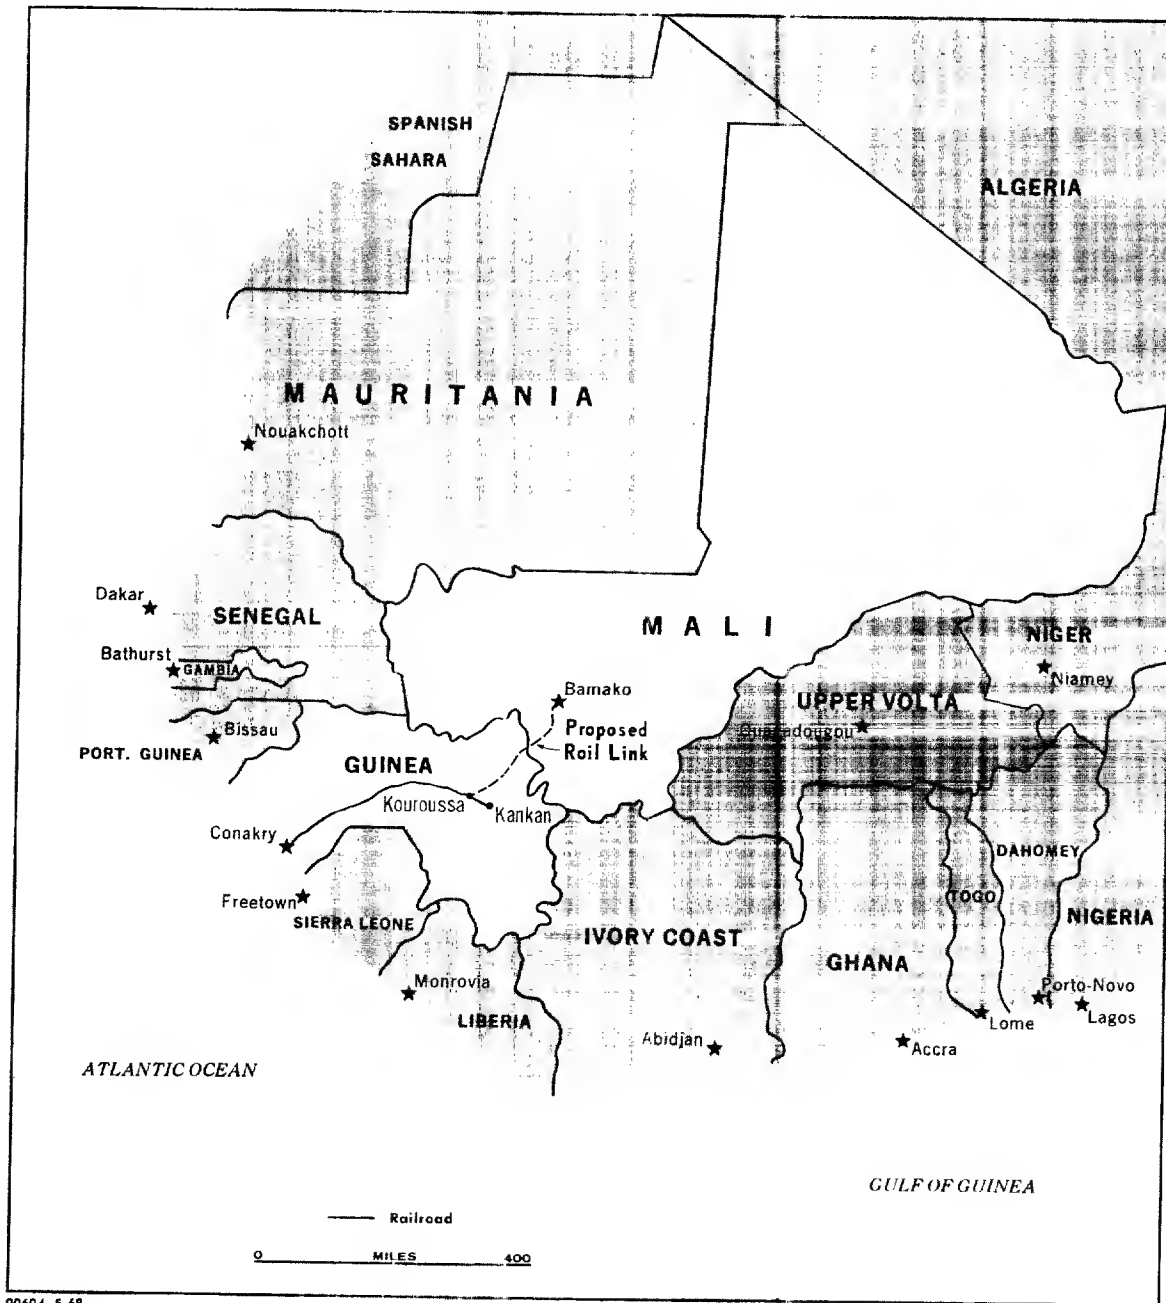 SPANISH
SAHARA
ALGERIA
MAURITANIA
Nouakchott
Dakar
SENEGAL
MALI
NIGER
Bathurst
GAMBIA
Niamey
Bamako
UPPER VOLTA
Bissau
Proposed
Rail Link
Ouagadougou
PORT. GUINEA
GUINEA
Kouroussa
Kankan
Conakry
DAHOMEY
Freetown
TOGO
SIERRA LEONE
NIGERIA
IVORY COAST
GHANA
Monrovia
Porto-Novo
LIBERIA
Lome
Lagos
Abidjan
Accra
ATLANTIC OCEAN
GULF OF GUINEA
Railroad
0 MILES 400